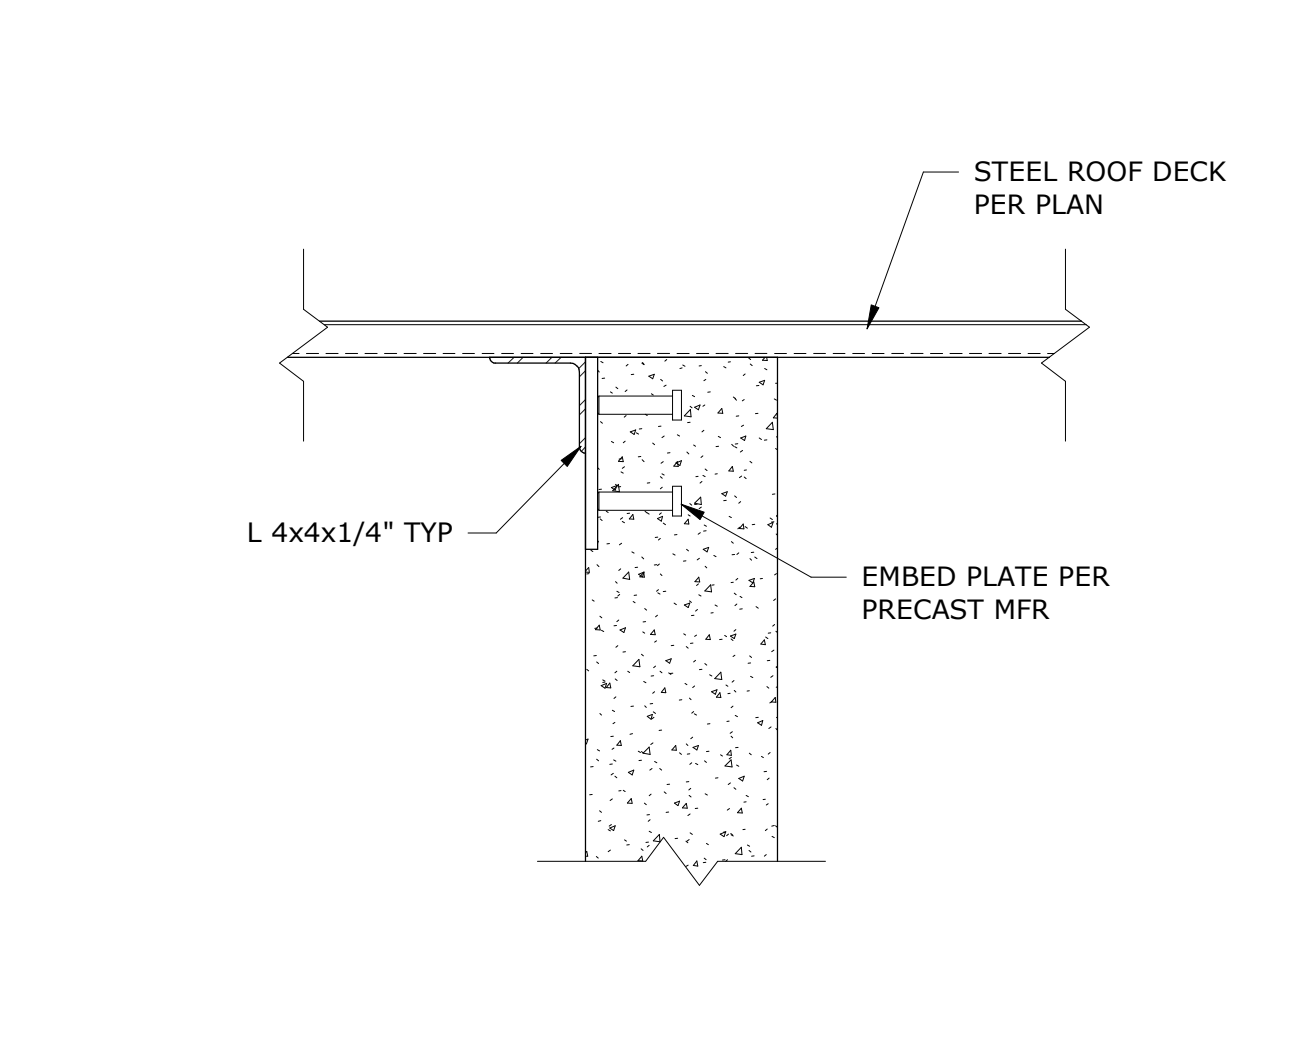 STEEL ROOF DECK
PER PLAN
L 4x4x1/4" TYP
EMBED PLATE PER
PRECAST MFR